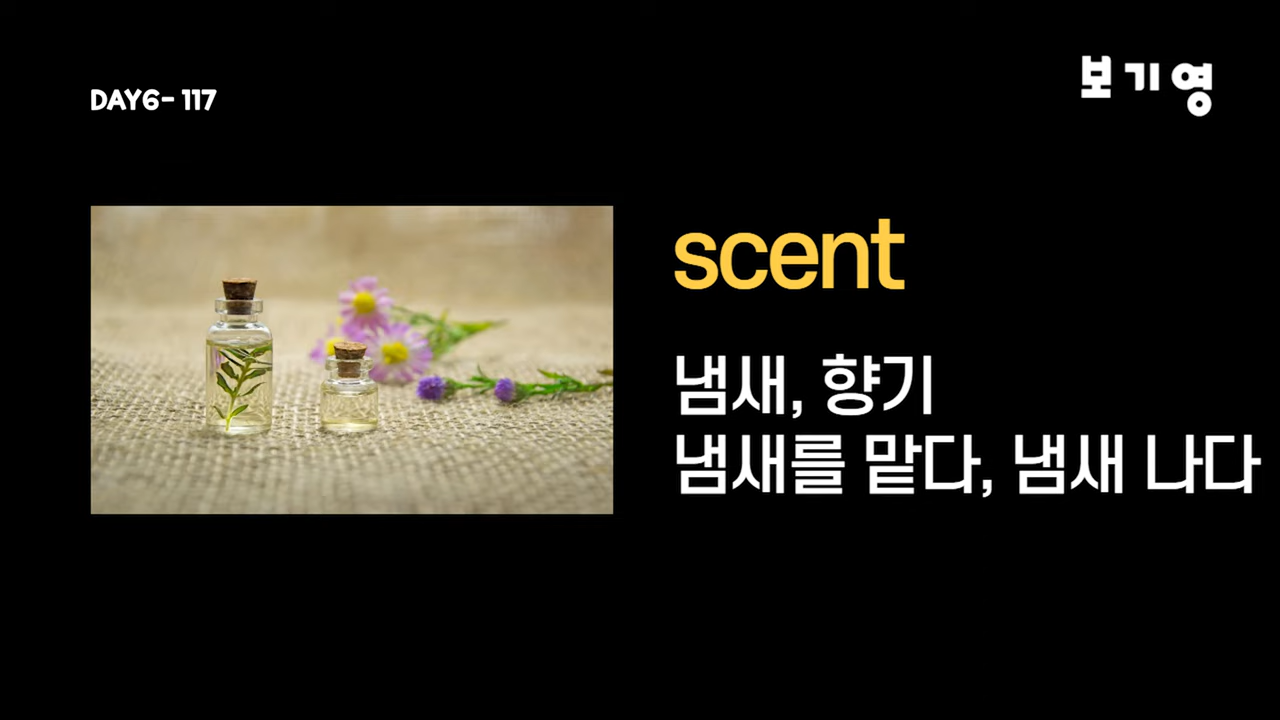 DAY6- 117
보기영
scent
냄새, 향기
냄새를 맡다, 냄새 나다